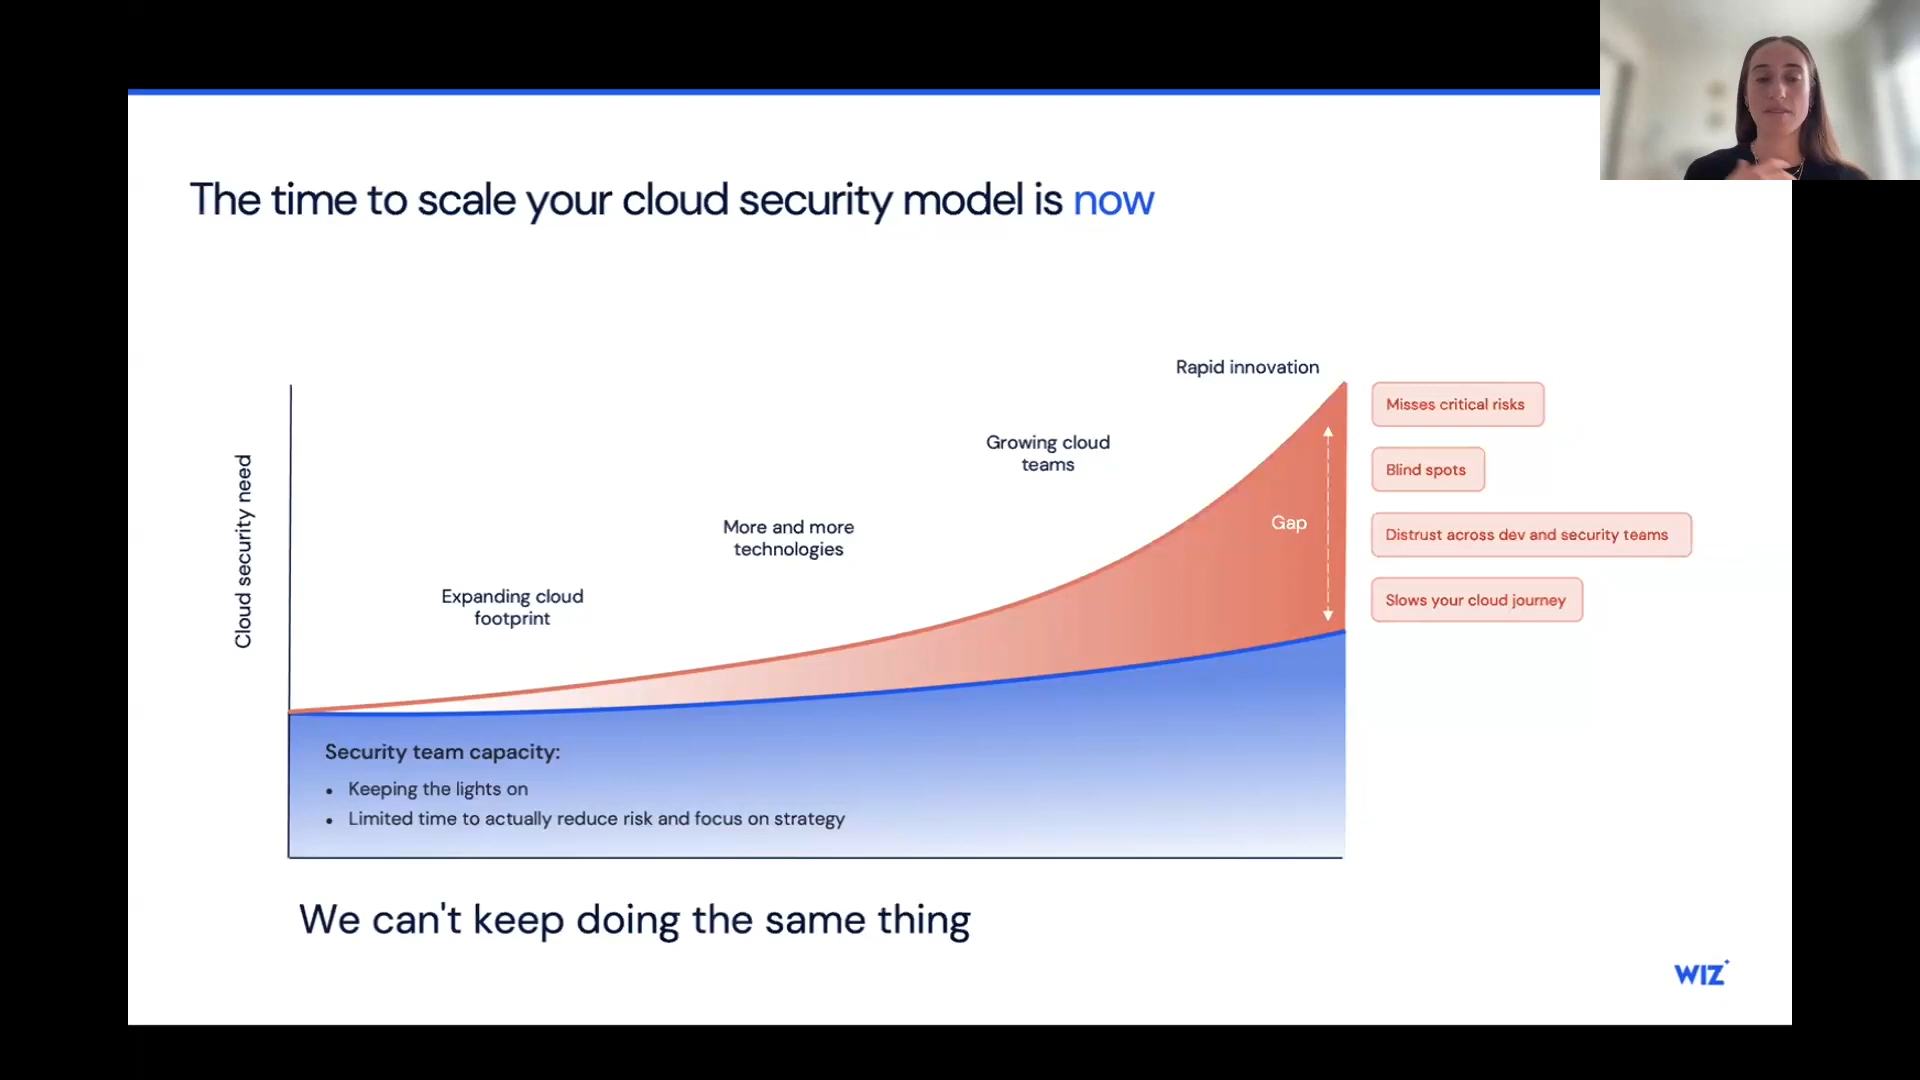 The time to scale your cloud security model is now
Rapid innovation
Misses critical risks
Growing cloud
teams
Blind spots
Gap
More and more
technologies
Distrust across dev and security teams
Cloud security need
Expanding cloud
footprint
Slows your cloud journey
Security team capacity:
• Keeping the lights on
• Limited time to actually reduce risk and focus on strategy
We can't keep doing the same thing
WIZ